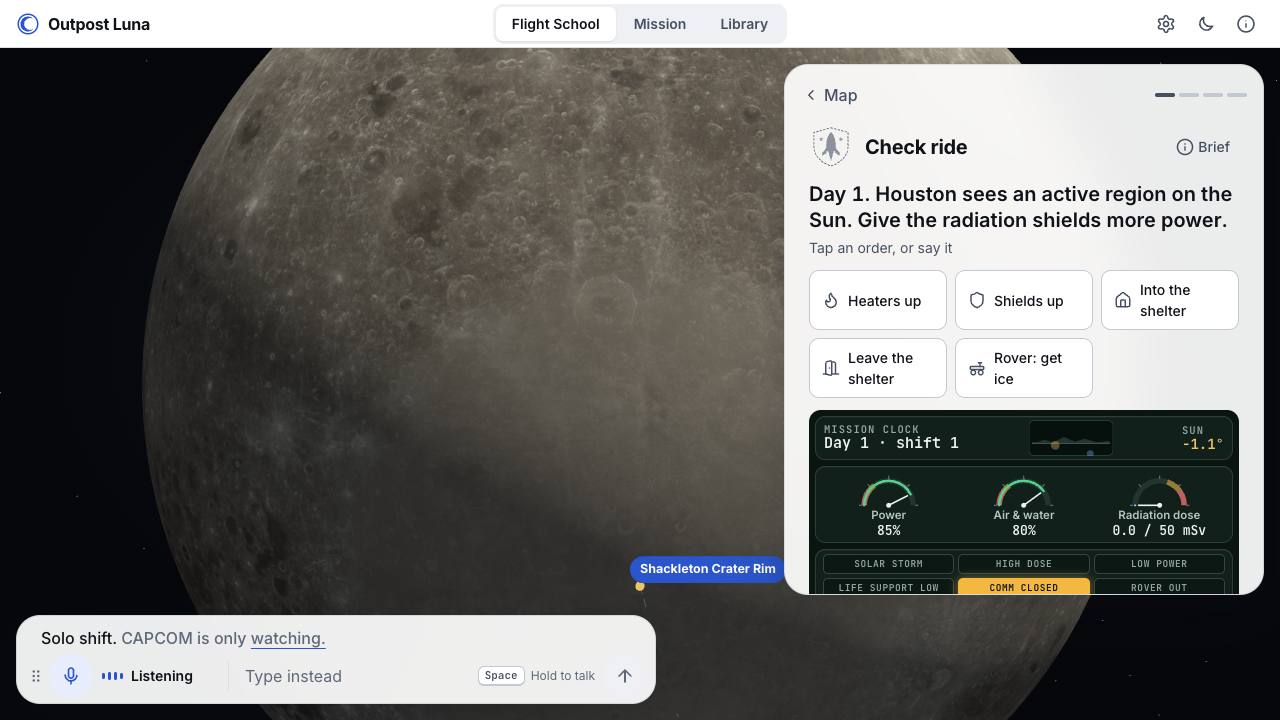 Outpost Luna
Flight School
Mission
Library
Map
Check ride
Brief
Day 1. Houston sees an active region on the
Sun. Give the radiation shields more power.
Tap an order, or say it
Heaters up
Shields up
Into the
shelter
Leave the
shelter
Rover: get
ice
MISSION CLOCK
Day 1 · shift 1
SUN
-1.1°
Power
85%
Air & water
80%
Radiation dose
0.0 / 50 mSv
SOLAR STORM
HIGH DOSE
LOW POWER
LIFE SUPPORT LOW
COMM CLOSED
ROVER OUT
Shackleton Crater Rim
Solo shift. CAPCOM is only watching.
Listening
Type instead
Space
Hold to talk